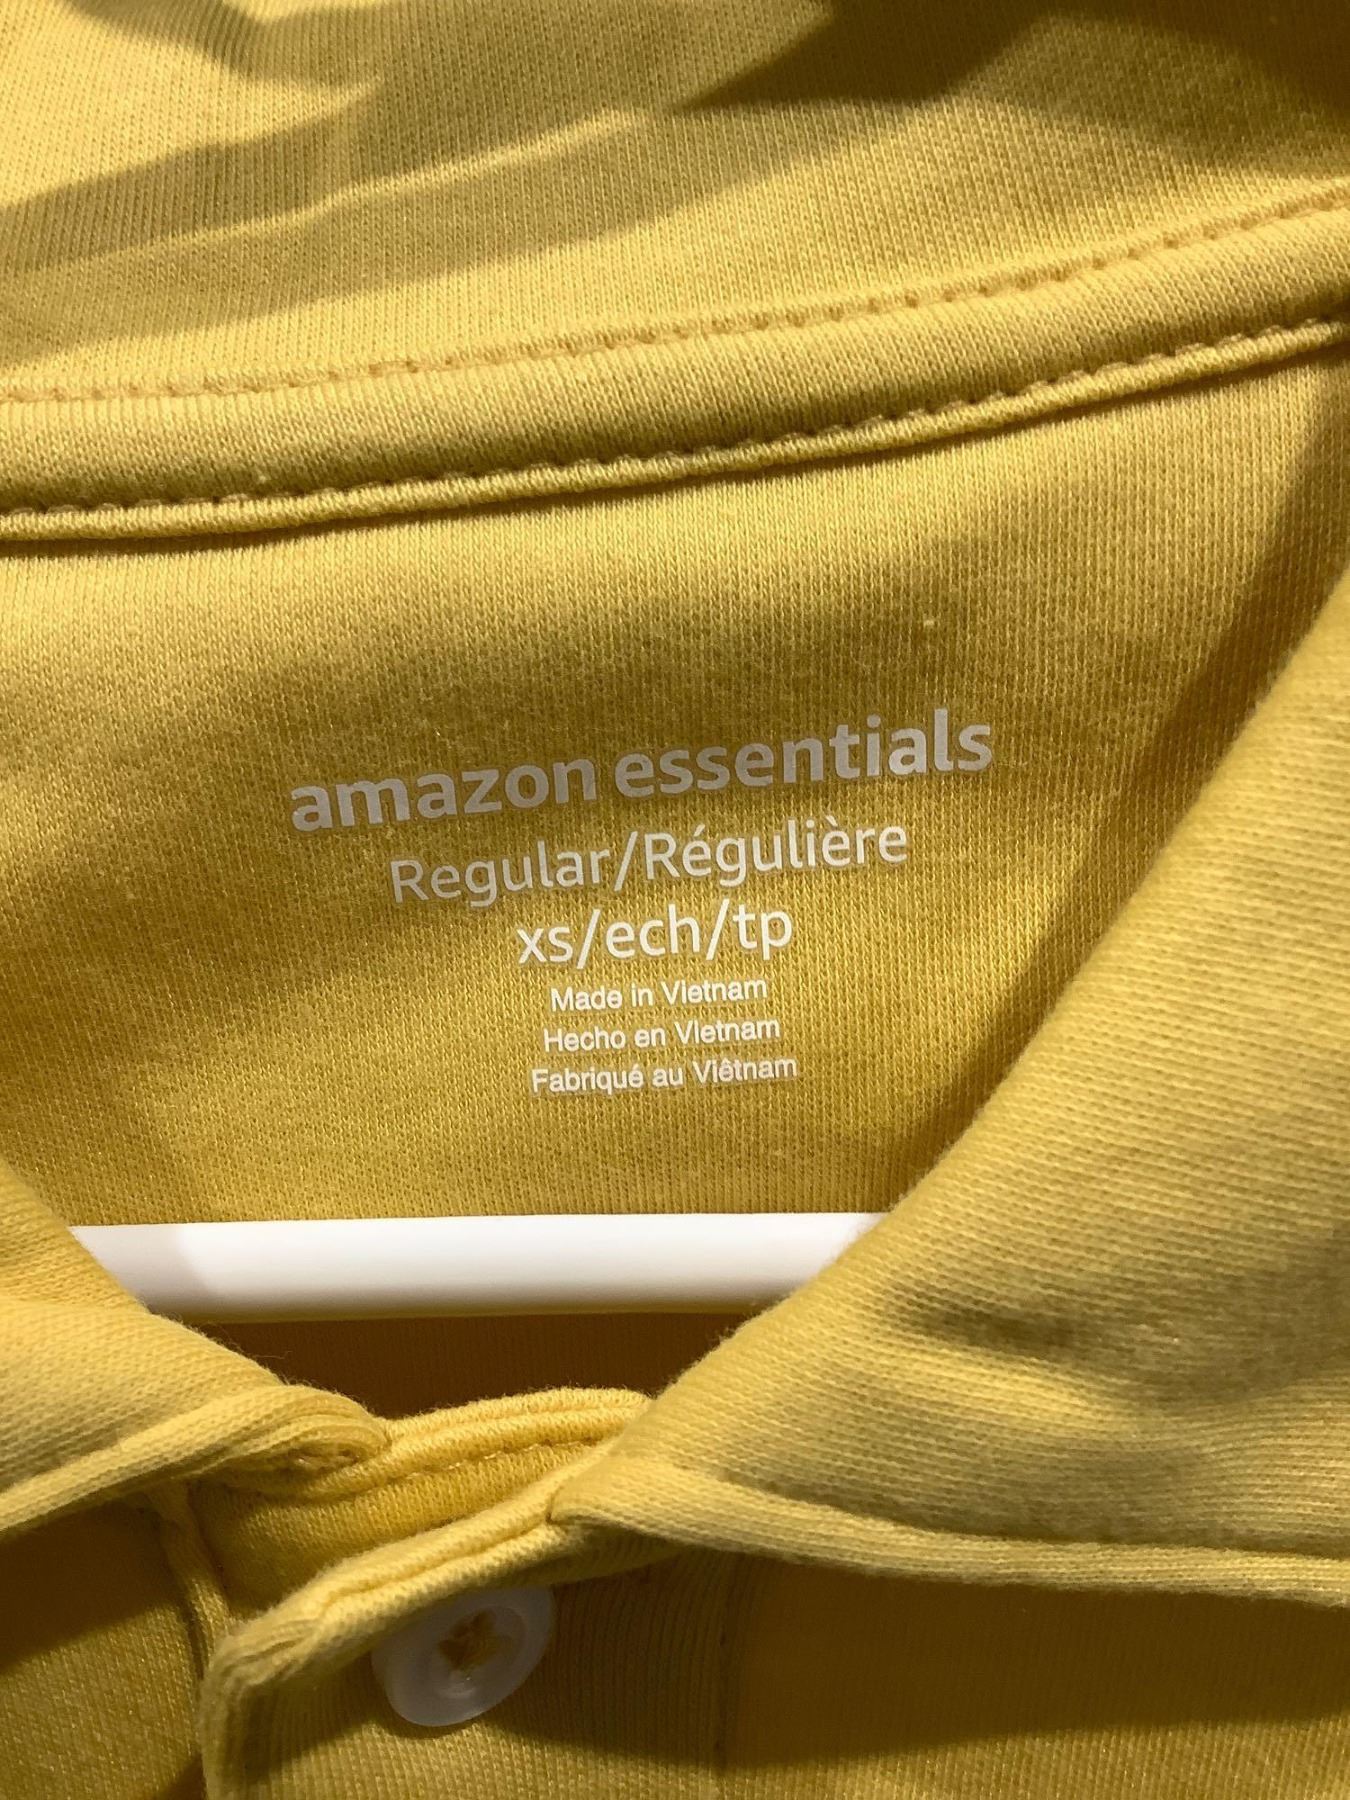 amazon essentials
Regular/Régulière
xs/ech/tp
Made in Vietnam
Hecho en Vietnam
Fabriqué au Viêtnam